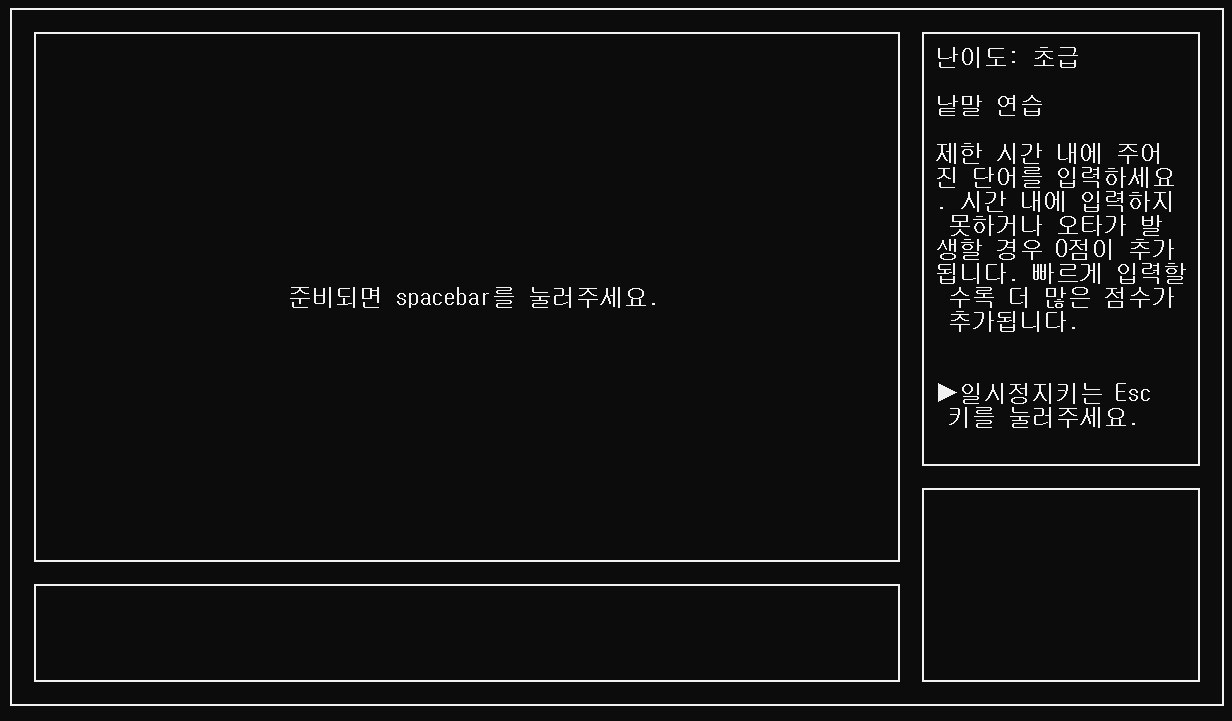 준비되면 spacebar를 눌러주세요.
난이도: 초급
낱말 연습
제한 시간 내에 주어
진 단어를 입력하세요
. 시간 내에 입력하지
못하거나 오타가 발
생할 경우 0점이 추가
됩니다. 빠르게 입력할
수록 더 많은 점수가
추가됩니다.
▶일시정지키는 Esc
키를 눌러주세요.